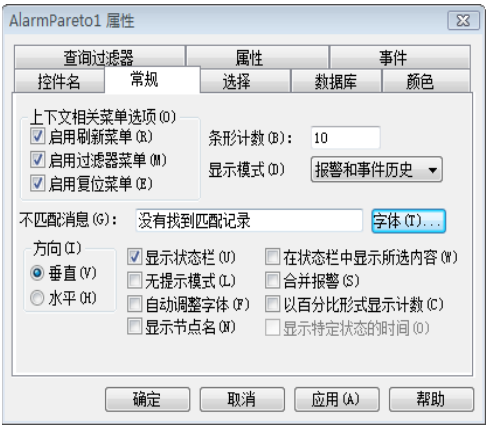 AlarmPareto1 属性
查询过滤器 属性 事件
控件名 常规 选择 数据库 颜色
上下文相关菜单选项(O)
启用刷新菜单(R) 条形计数(B): 10
启用过滤器菜单(M) 显示模式(D) 报警和事件历史
启用复位菜单(E)
不匹配消息(G): 没有找到匹配记录 字体(T)...
方向(I) 显示状态栏(U) 在状态栏中显示所选内容(W)
垂直(V) 无提示模式(L) 合并报警(S)
水平(H) 自动调整字体(F) 以百分比形式显示计数(C)
显示节点名(N) 显示特定状态的时间(O)
确定 取消 应用(A) 帮助